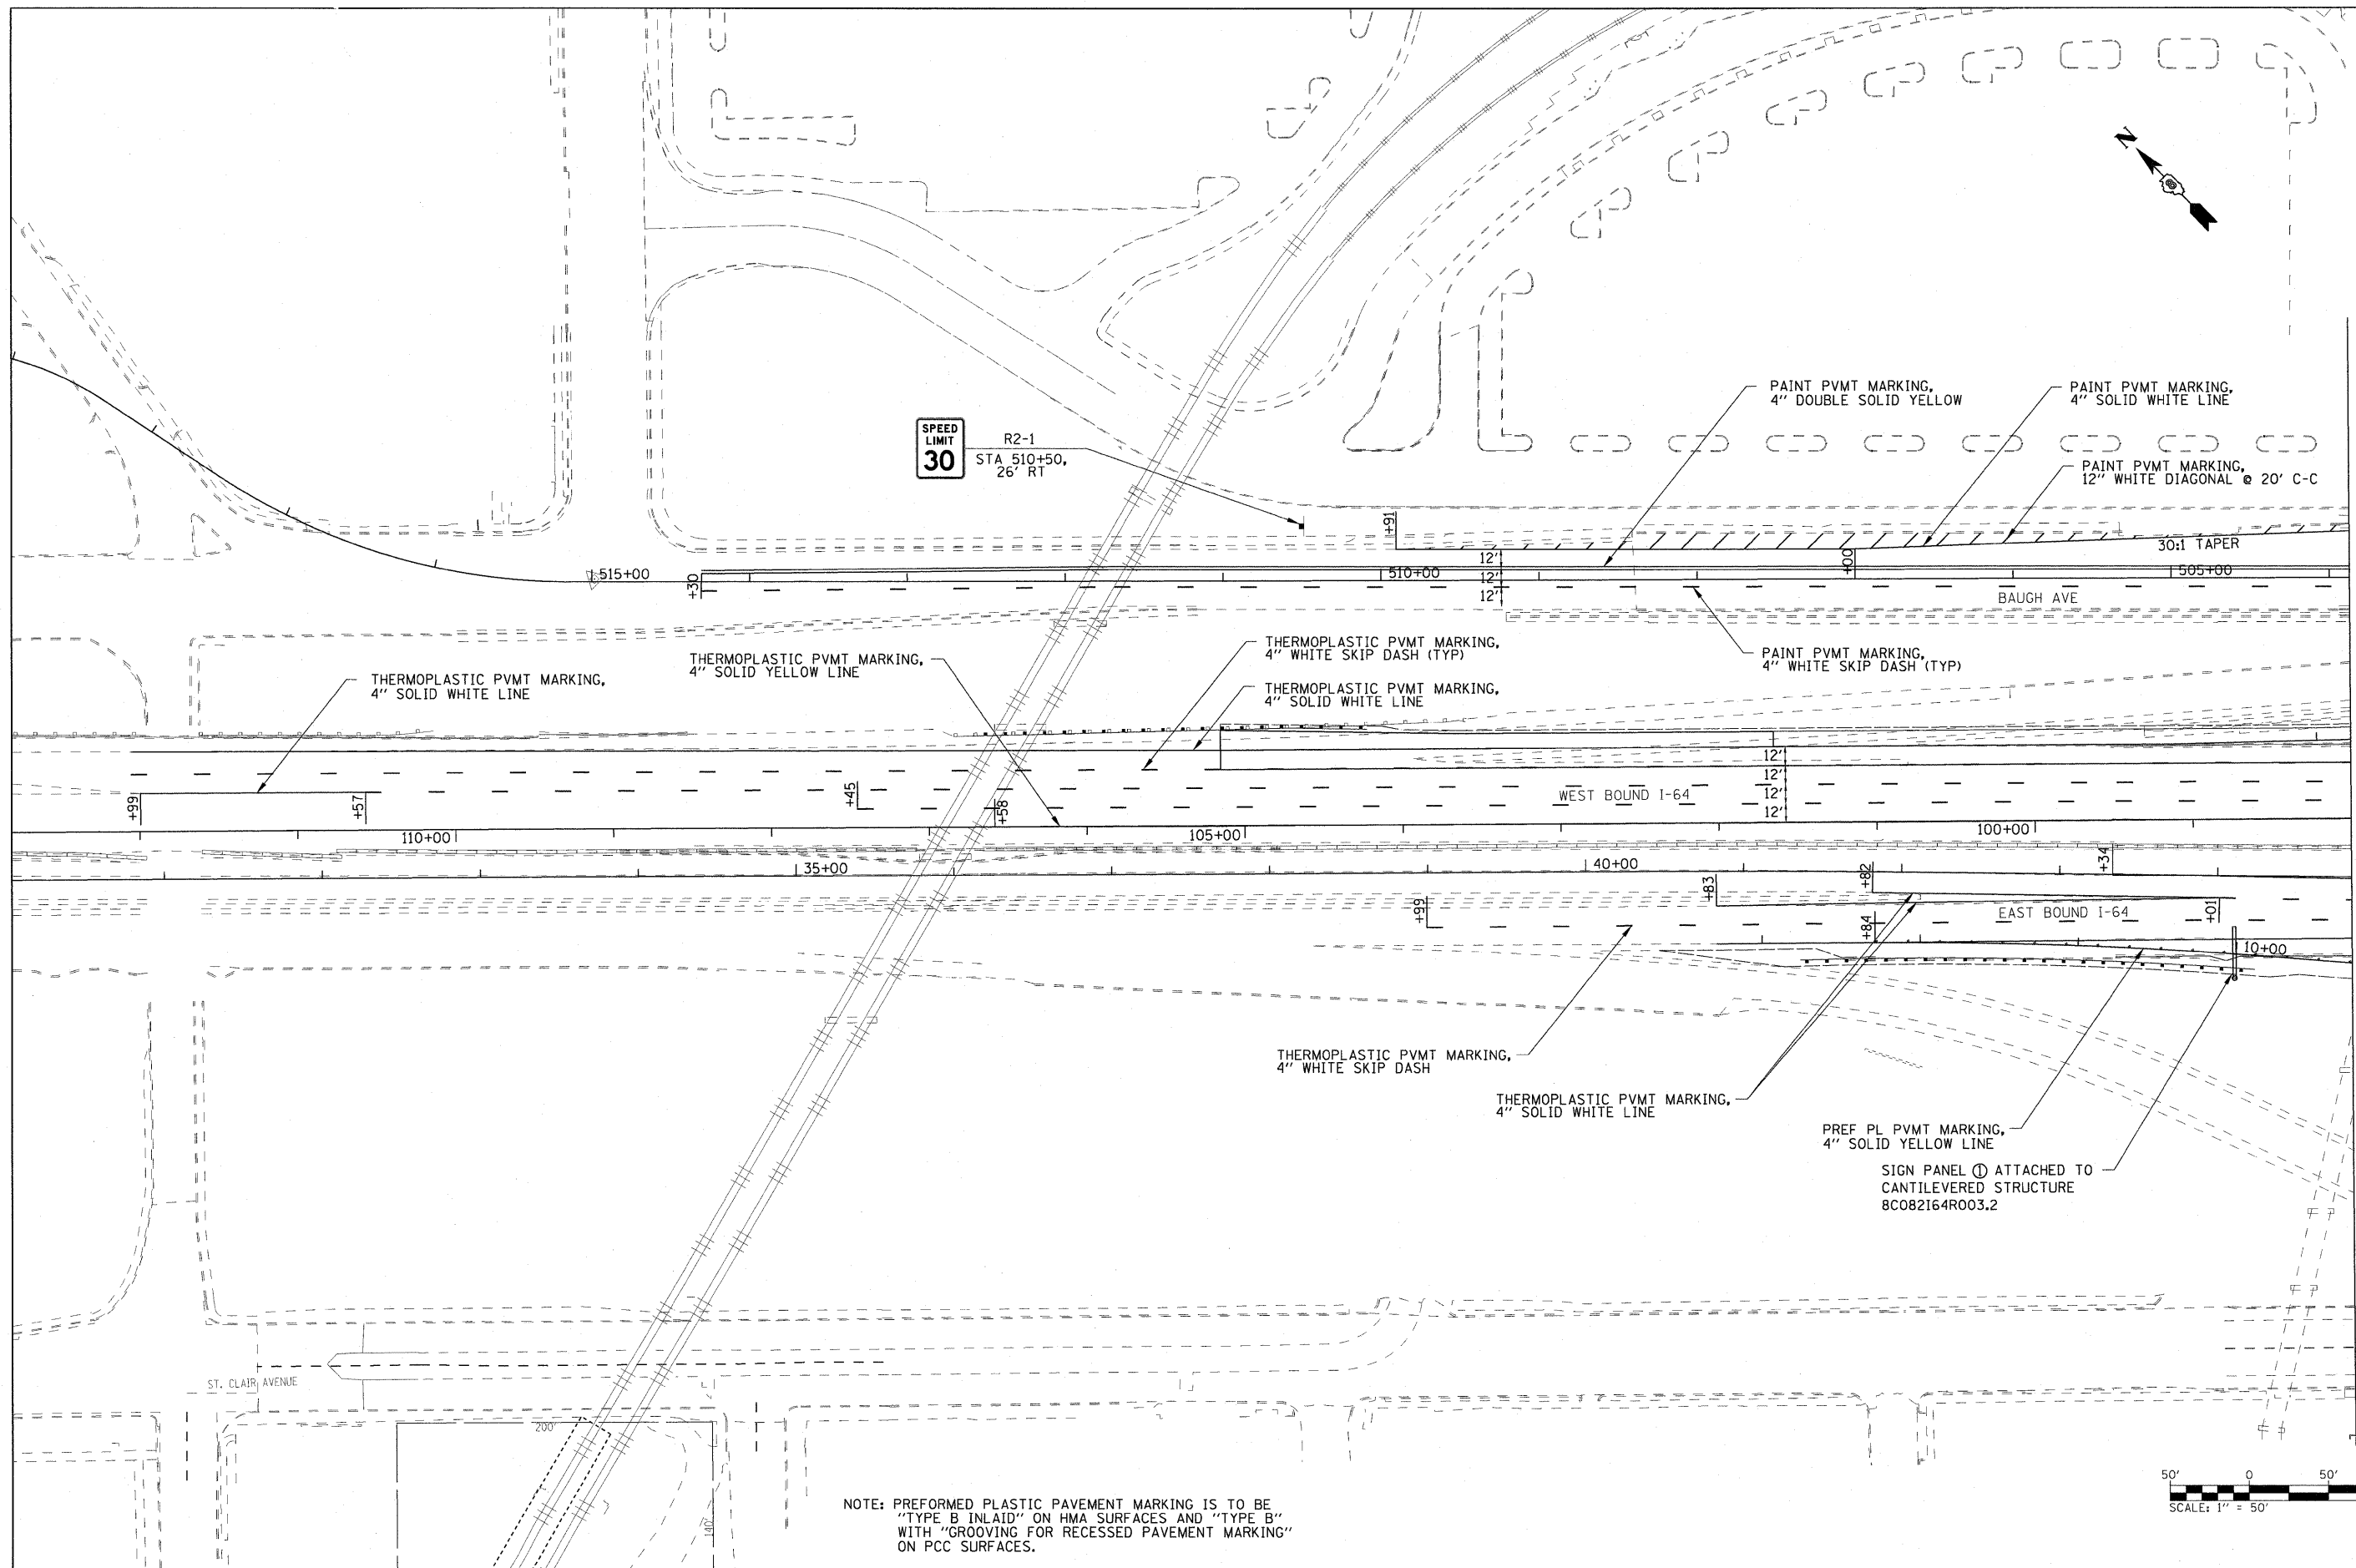 N
PAINT PVMT MARKING,
4" DOUBLE SOLID YELLOW
PAINT PVMT MARKING,
4" SOLID WHITE LINE
SPEED
LIMIT
30
R2-1
STA 510+50,
26' RT
PAINT PVMT MARKING,
12" WHITE DIAGONAL @ 20' C-C
+91
30:1 TAPER
+00
12'
12'
12'
515+00
+30
510+00
505+00
BAUGH AVE
THERMOPLASTIC PVMT MARKING,
4" WHITE SKIP DASH (TYP)
THERMOPLASTIC PVMT MARKING,
4" SOLID YELLOW LINE
PAINT PVMT MARKING,
4" WHITE SKIP DASH (TYP)
THERMOPLASTIC PVMT MARKING,
4" SOLID WHITE LINE
THERMOPLASTIC PVMT MARKING,
4" SOLID WHITE LINE
12'
12'
12'
12'
WEST BOUND I-64
+99
+57
+45
+58
110+00
105+00
100+00
35+00
40+00
+34
+83
+82
+99
+84
EAST BOUND I-64
+01
10+00
THERMOPLASTIC PVMT MARKING,
4" WHITE SKIP DASH
THERMOPLASTIC PVMT MARKING,
4" SOLID WHITE LINE
PREF PL PVMT MARKING,
4" SOLID YELLOW LINE
SIGN PANEL ① ATTACHED TO
CANTILEVERED STRUCTURE
8C082I64R003.2
ST. CLAIR AVENUE
200'
140'
NOTE: PREFORMED PLASTIC PAVEMENT MARKING IS TO BE
"TYPE B INLAID" ON HMA SURFACES AND "TYPE B"
WITH "GROOVING FOR RECESSED PAVEMENT MARKING"
ON PCC SURFACES.
50' 0 50'
SCALE: 1" = 50'